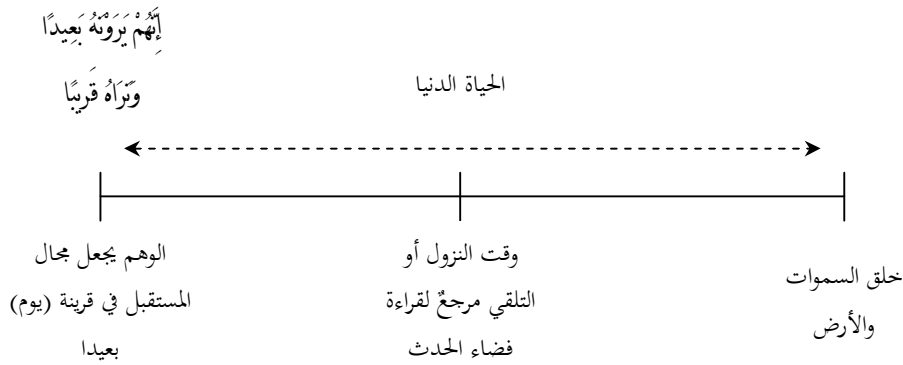 إِنَّهُمْ يَرَوْنَهُ بَعِيدًا
وَنَرَاهُ قَرِيبًا
الحياة الدنيا
خلق السموات
والأرض
وقت النزول أو
التلقي مرجعٌ لقراءة
فضاء الحدث
الوهم يجعل مجال
المستقبل في قرينة (يوم)
بعيدا